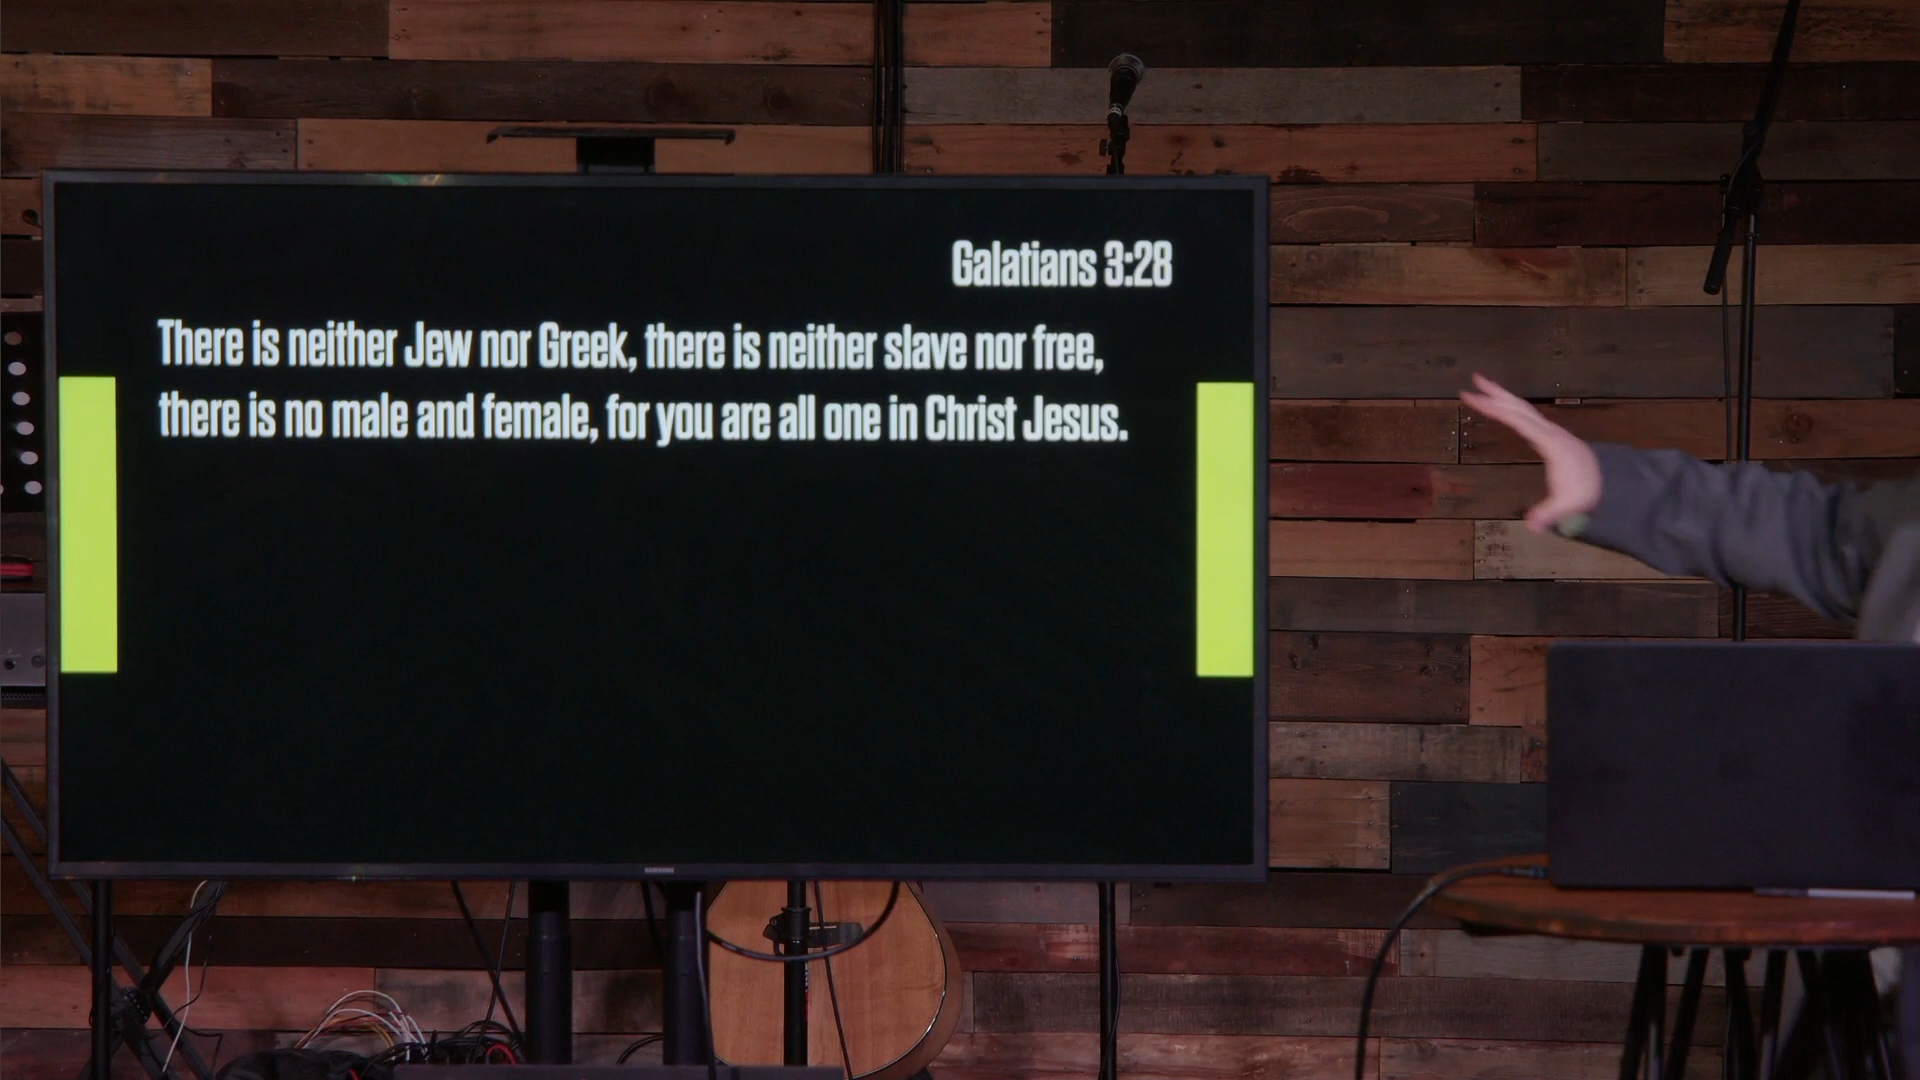 Galatians 3:28
There is neither Jew nor Greek, there is neither slave nor free,
there is no male and female, for you are all one in Christ Jesus.
SAMSUNG